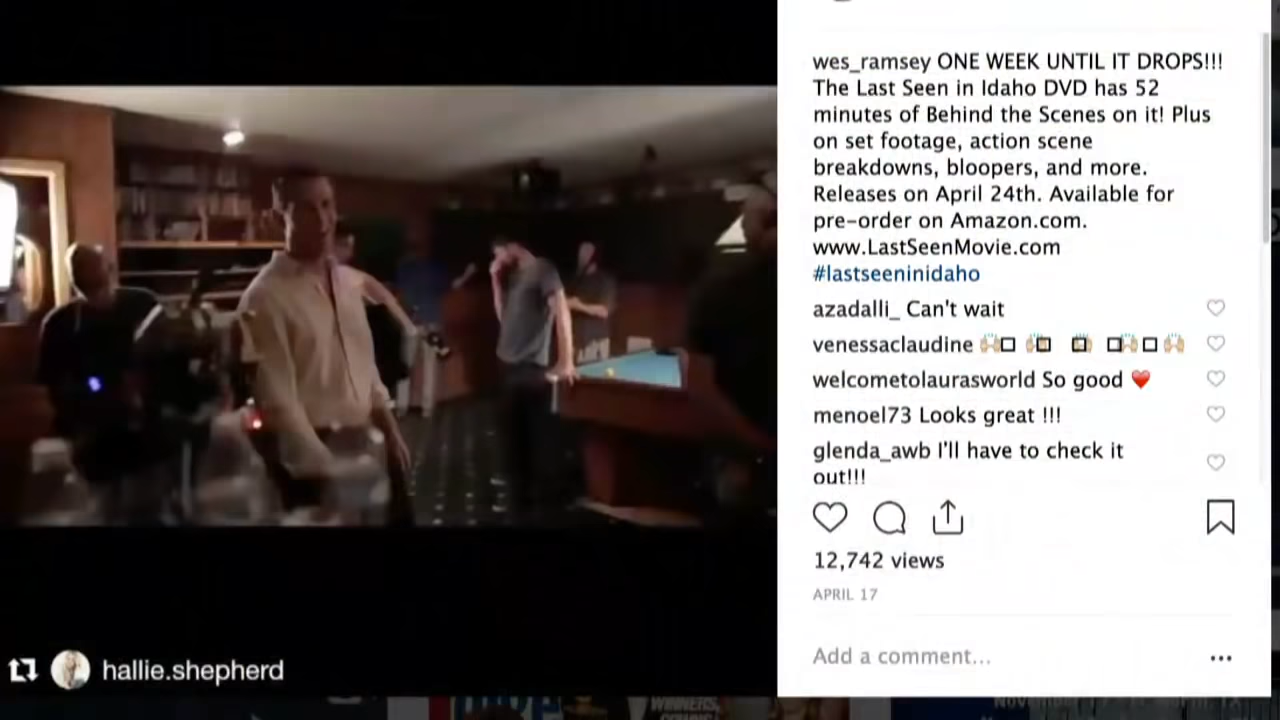 wes_ramsey ONE WEEK UNTIL IT DROPS!!!
The Last Seen in Idaho DVD has 52
minutes of Behind the Scenes on it! Plus
on set footage, action scene
breakdowns, bloopers, and more.
Releases on April 24th. Available for
pre-order on Amazon.com.
www.LastSeenMovie.com
#lastseeninidaho
azadalli_ Can't wait
venessaclaudine
welcometolaurasworld So good ❤️
menoel73 Looks great !!!
glenda_awb I'll have to check it
out!!!
12,742 views
APRIL 17
Add a comment...
hallie.shepherd
WINNERS,